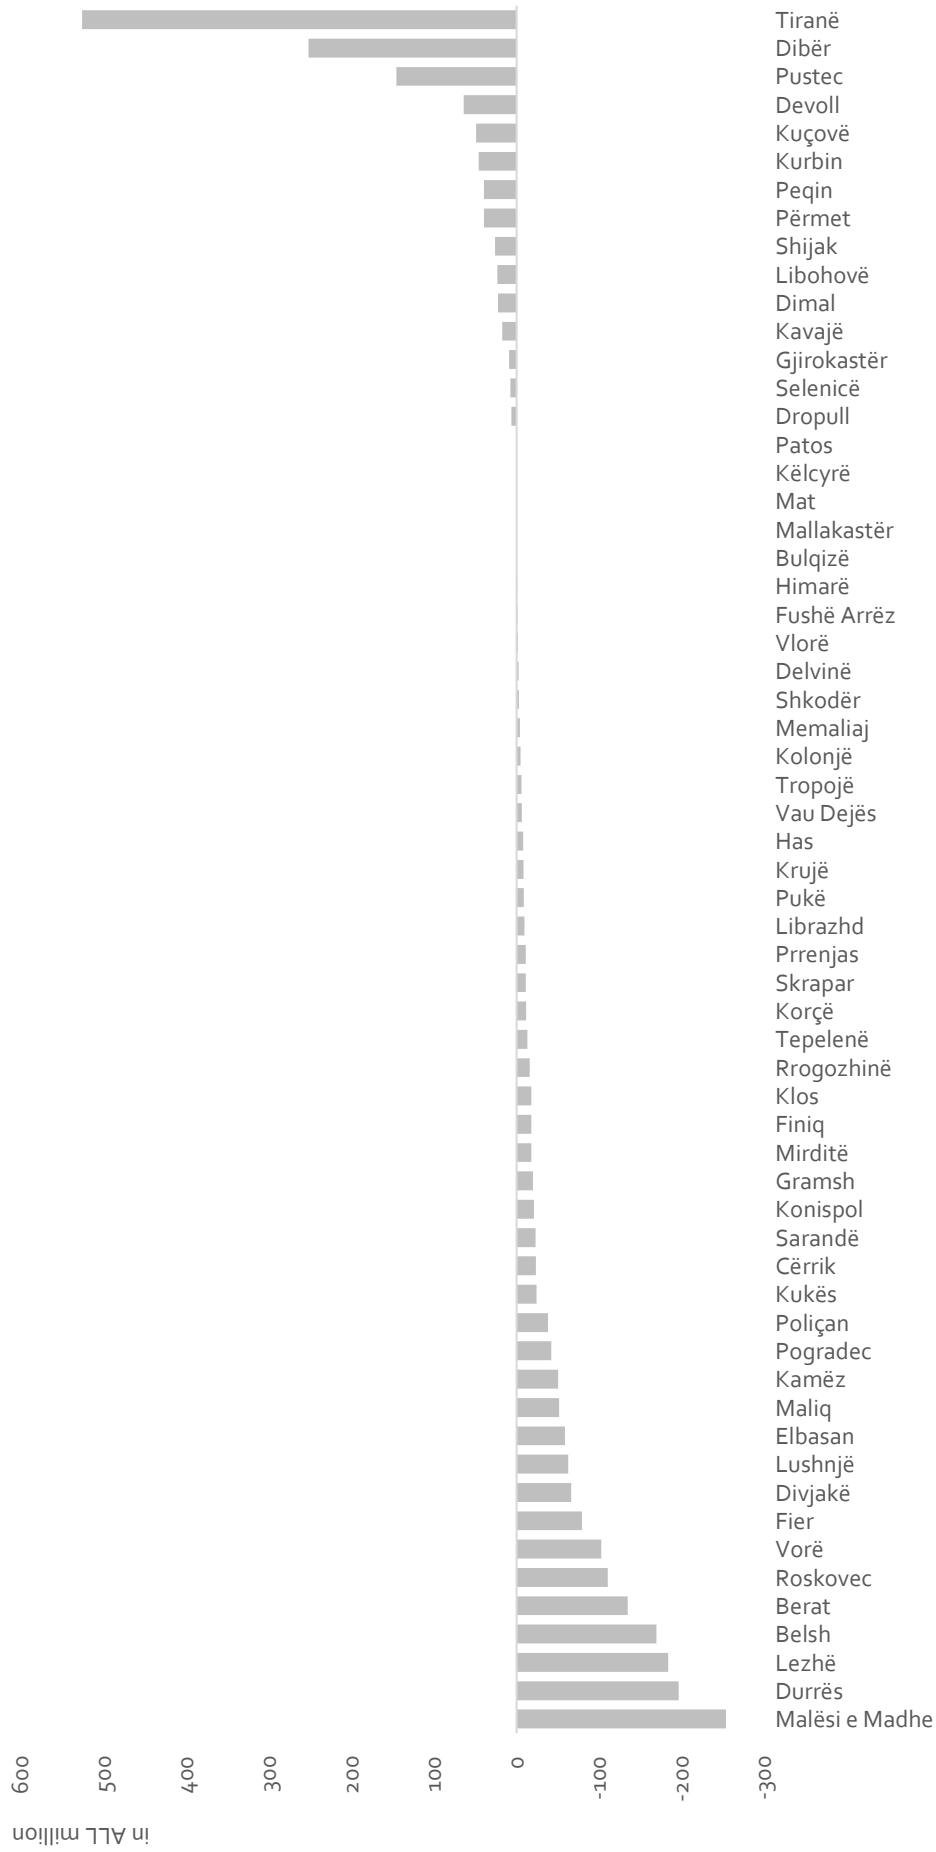 Tiranë
Dibër
Pustec
Devoll
Kuçovë
Kurbin
Peqin
Përmet
Shijak
Libohovë
Dimal
Kavajë
Gjirokastër
Selenicë
Dropull
Patos
Këlcyrë
Mat
Mallakastër
Bulqizë
Himarë
Fushë Arrëz
Vlorë
Delvinë
Shkodër
Memaliaj
Kolonjë
Tropojë
Vau Dejës
Has
Krujë
Pukë
Librazhd
Prrenjas
Skrapar
Korçë
Tepelenë
Rrogozhinë
Klos
Finiq
Mirditë
Gramsh
Konispol
Sarandë
Cërrik
Kukës
Poliçan
Pogradec
Kamëz
Maliq
Elbasan
Lushnjë
Divjakë
Fier
Vorë
Roskovec
Berat
Belsh
Lezhë
Durrës
Malësi e Madhe
600
500
400
300
200
100
0
-100
-200
-300
in ALL million